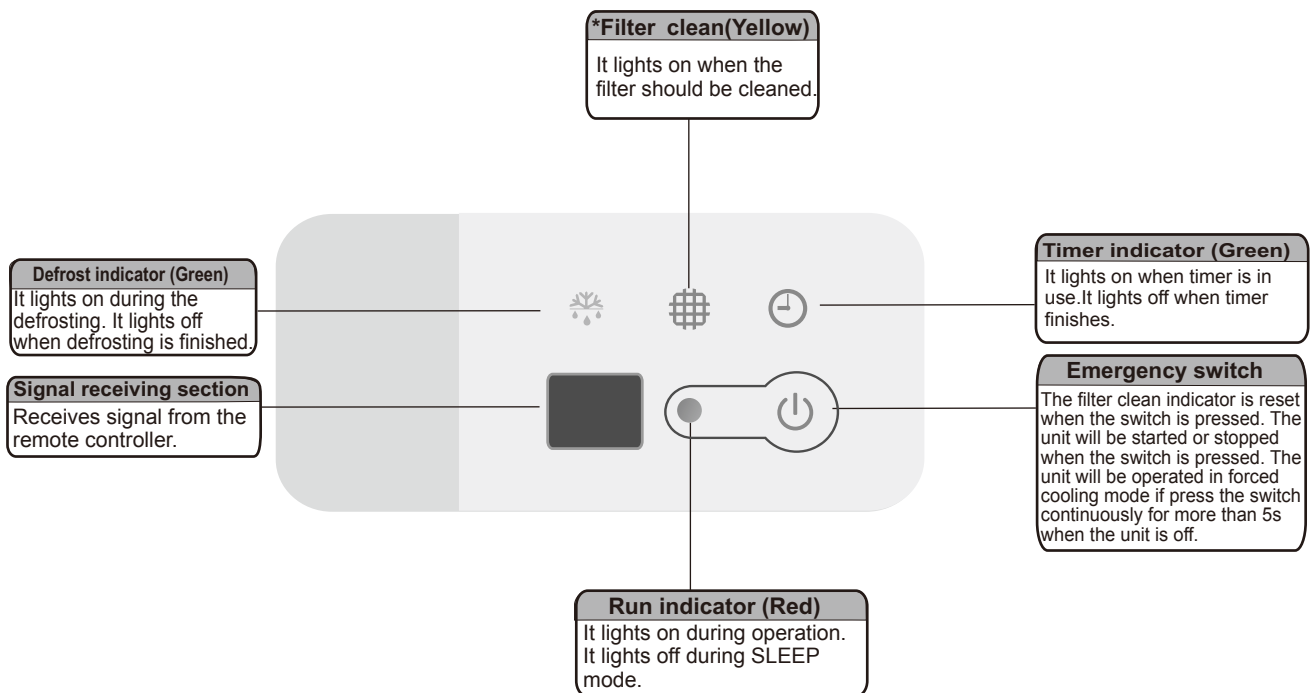 *Filter clean(Yellow)
It lights on when the
filter should be cleaned.
Defrost indicator (Green)
It lights on during the
defrosting. It lights off
when defrosting is finished.
Signal receiving section
Receives signal from the
remote controller.
Timer indicator (Green)
It lights on when timer is in
use.It lights off when timer
finishes.
Emergency switch
The filter clean indicator is reset
when the switch is pressed. The
unit will be started or stopped
when the switch is pressed. The
unit will be operated in forced
cooling mode if press the switch
continuously for more than 5s
when the unit is off.
Run indicator (Red)
It lights on during operation.
It lights off during SLEEP
mode.